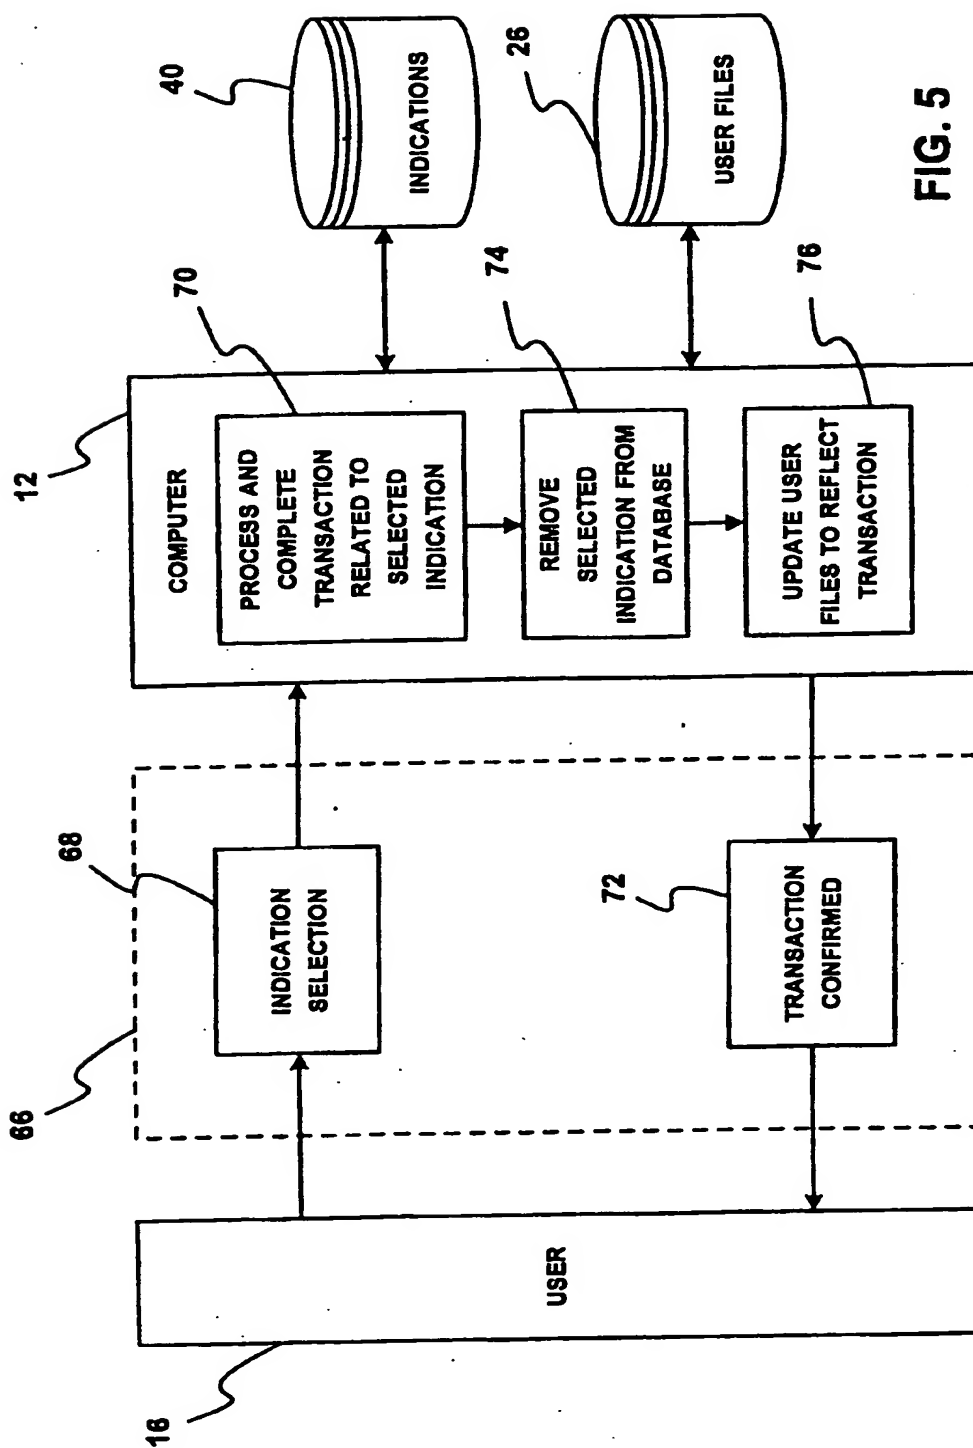 16
USER
66
68
INDICATION
SELECTION
72
TRANSACTION
CONFIRMED
12
COMPUTER
70
PROCESS AND
COMPLETE
TRANSACTION
RELATED TO
SELECTED
INDICATION
74
REMOVE
SELECTED
INDICATION FROM
DATABASE
76
UPDATE USER
FILES TO REFLECT
TRANSACTION
40
INDICATIONS
26
USER FILES
FIG. 5